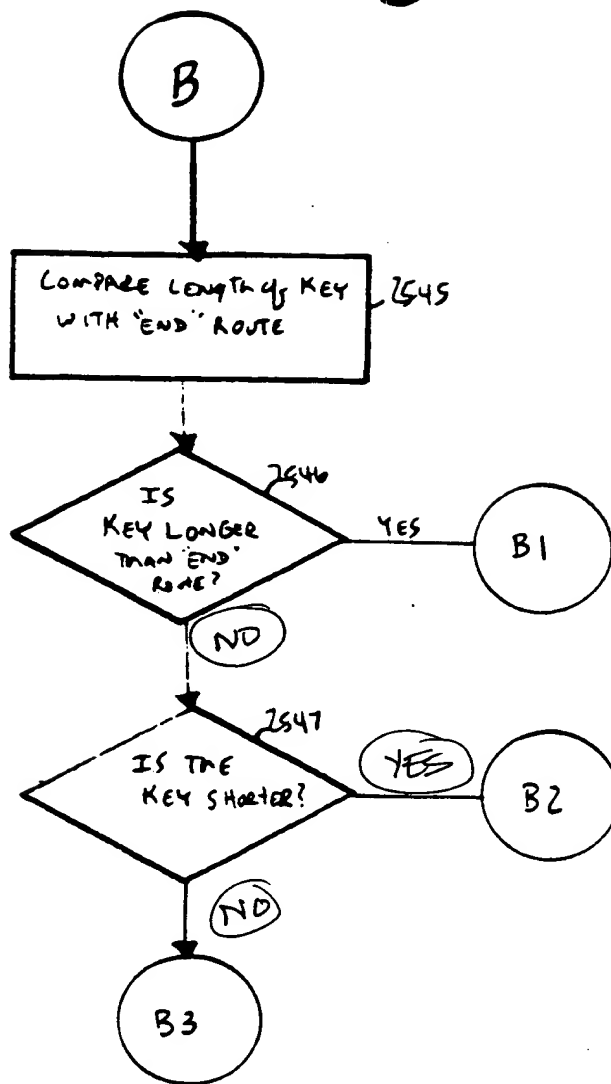 B
COMPARE LENGTH of KEY
WITH "END" ROUTE
2545
2546
IS
KEY LONGER
THAN "END"
ROUTE?
YES
B1
NO
2547
IS THE
KEY SHORTER?
YES
B2
NO
B3